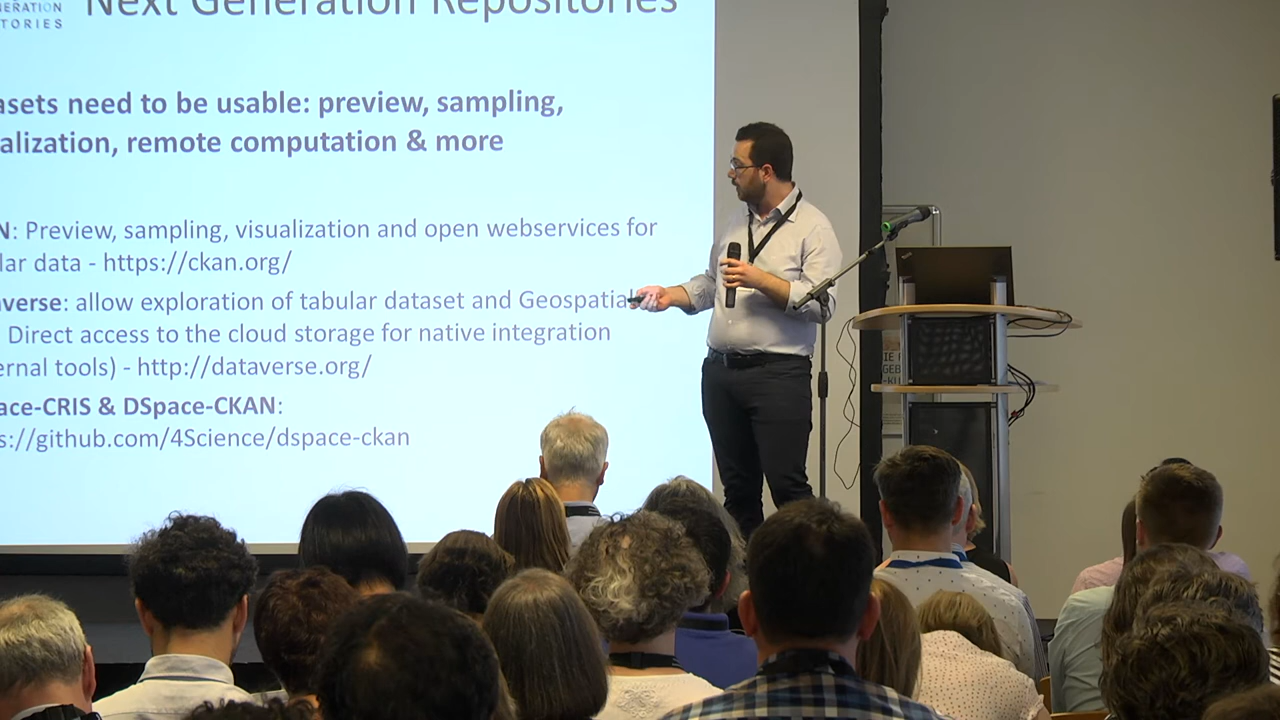 ERATION
TORIES
Next Generation Repositories
asets need to be usable: preview, sampling,
alization, remote computation & more
N: Preview, sampling, visualization and open webservices for
lar data - https://ckan.org/
verse: allow exploration of tabular dataset and Geospatial
Direct access to the cloud storage for native integration
ernal tools) - http://dataverse.org/
ace-CRIS & DSpace-CKAN:
s://github.com/4Science/dspace-ckan